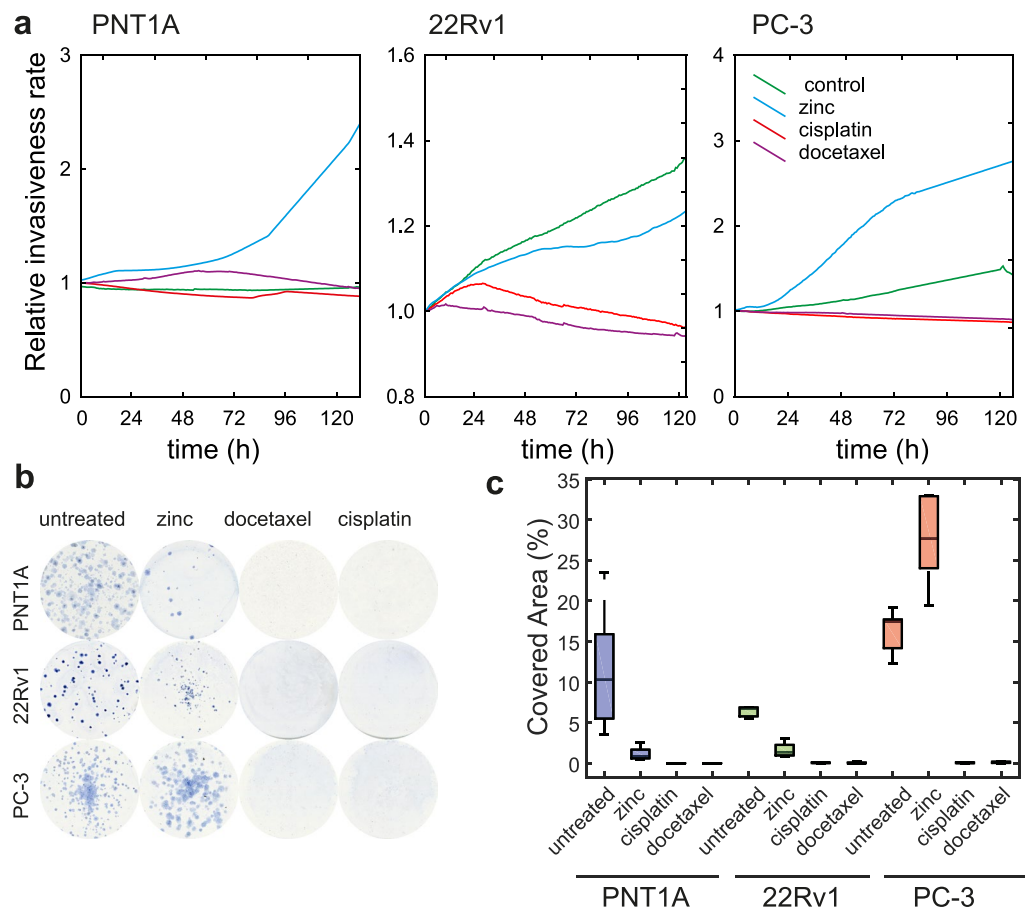 a
PNT1A
22Rv1
PC-3
Relative invasiveness rate
3
2
1
0
0 24 48 72 96 120
time (h)
1.6
1.4
1.2
1.0
0.8
0 24 48 72 96 120
time (h)
4
3
2
1
0
0 24 48 72 96 120
time (h)
control
zinc
cisplatin
docetaxel
b
untreated zinc docetaxel cisplatin
PNT1A
22Rv1
PC-3
c
Covered Area (%)
35
30
25
20
15
10
5
0
untreated zinc cisplatin docetaxel untreated zinc cisplatin docetaxel untreated zinc cisplatin docetaxel
PNT1A 22Rv1 PC-3